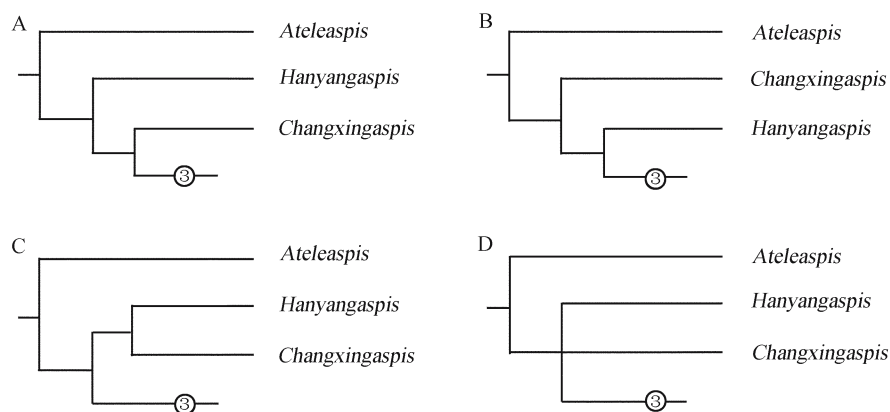 A
Ateleaspis
Hanyangaspis
Changxingaspis
③
B
Ateleaspis
Changxingaspis
Hanyangaspis
③
C
Ateleaspis
Hanyangaspis
Changxingaspis
③
D
Ateleaspis
Hanyangaspis
Changxingaspis
③